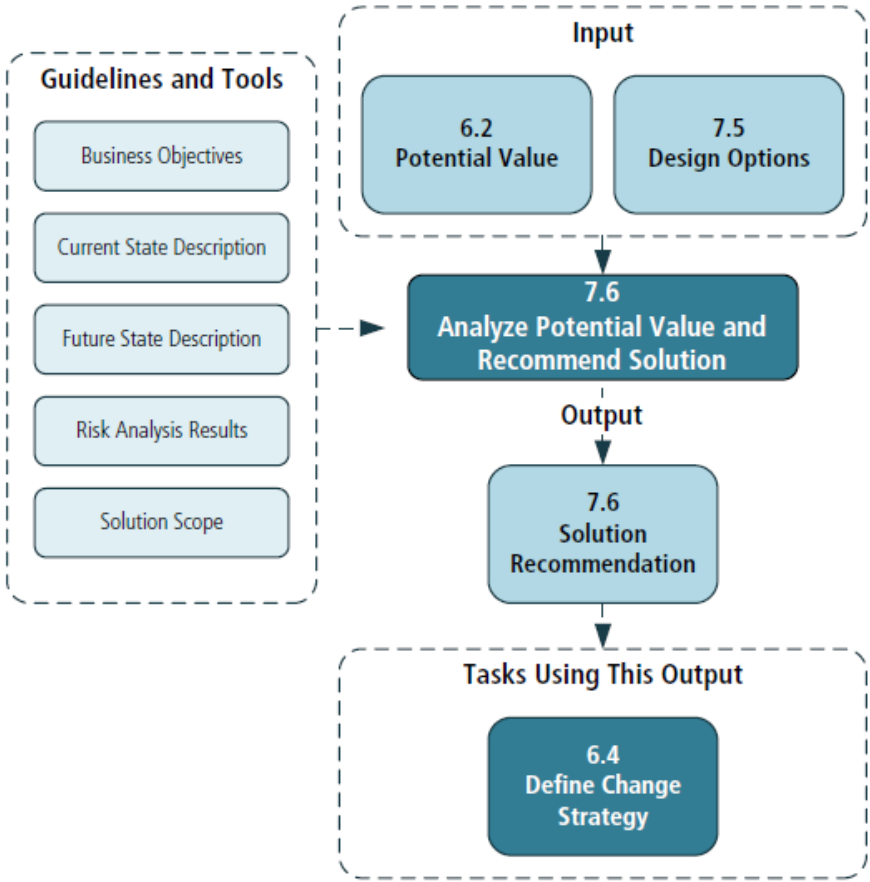 Guidelines and Tools
Business Objectives
Current State Description
Future State Description
Risk Analysis Results
Solution Scope
Input
6.2
Potential Value
7.5
Design Options
7.6
Analyze Potential Value and
Recommend Solution
Output
7.6
Solution
Recommendation
Tasks Using This Output
6.4
Define Change
Strategy